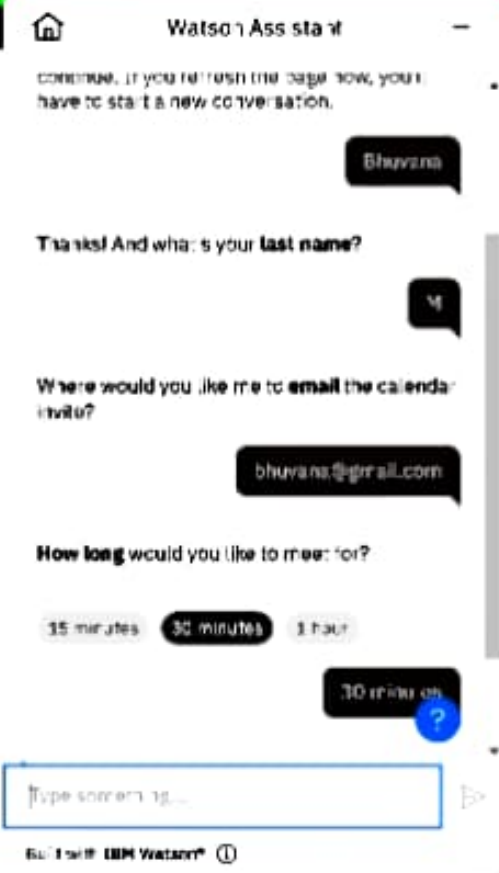 Watson Assistant
continue. If you refresh the page now, you'll
have to start a new conversation.
Bhuvana
Thanks! And what's your last name?
M
Where would you like me to email the calendar
invite?
bhuvana@gmail.com
How long would you like to meet for?
15 minutes 30 minutes 1 hour
30 minutes
?
Type something...
Built with IBM Watson®